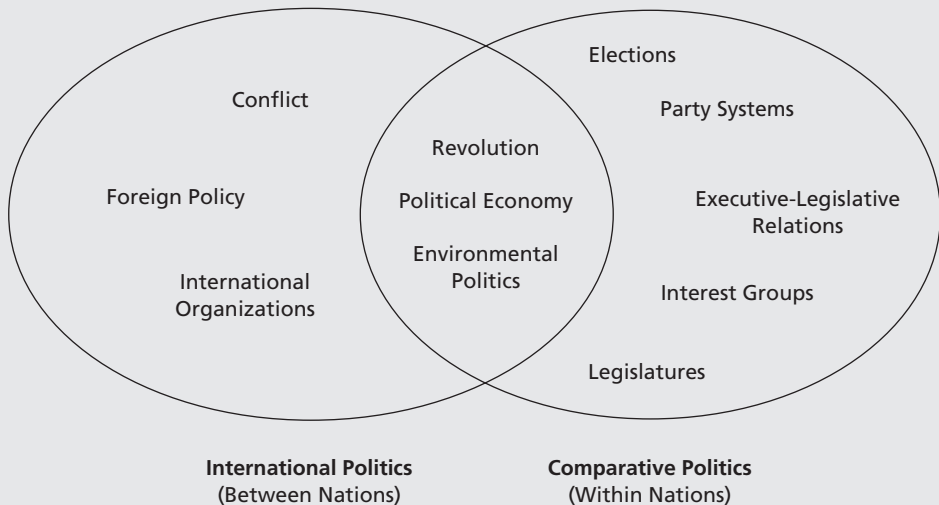 Conflict
Foreign Policy
International
Organizations
Revolution
Political Economy
Environmental
Politics
Elections
Party Systems
Executive-Legislative
Relations
Interest Groups
Legislatures
International Politics
(Between Nations)
Comparative Politics
(Within Nations)